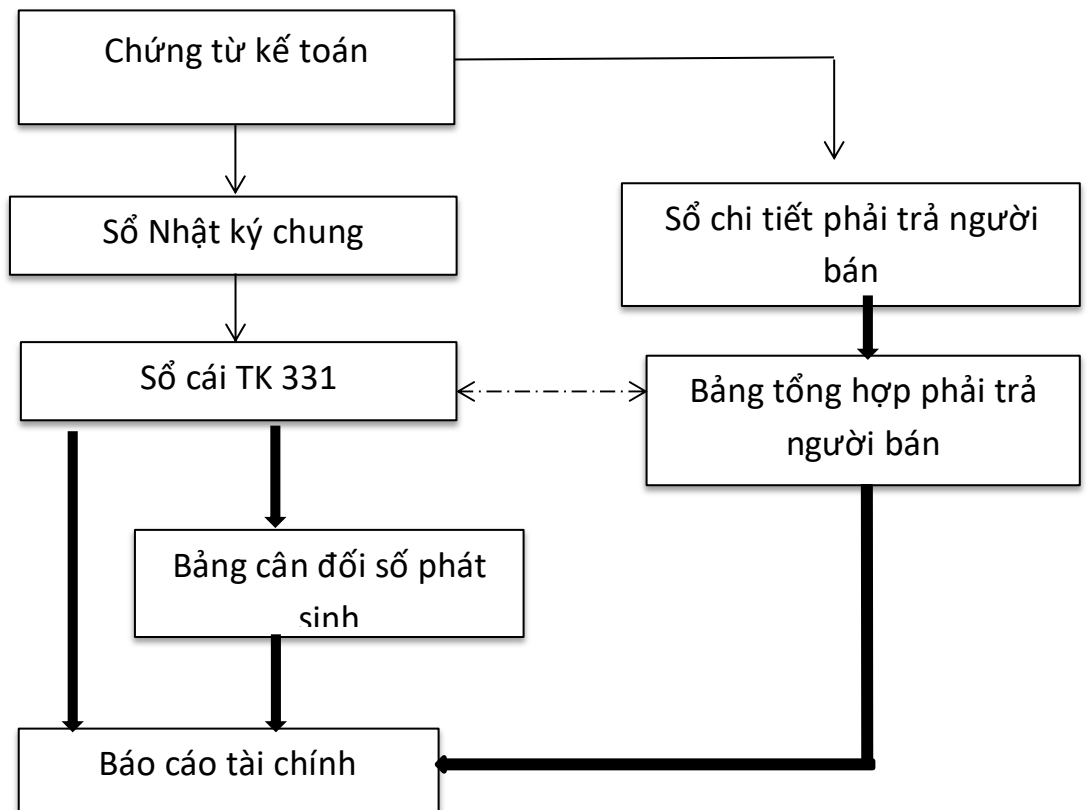 Chứng từ kế toán
Sổ Nhật ký chung
Sổ chi tiết phải trả người
bán
Sổ cái TK 331
Bảng tổng hợp phải trả
người bán
Bảng cân đối số phát
sinh
Báo cáo tài chính